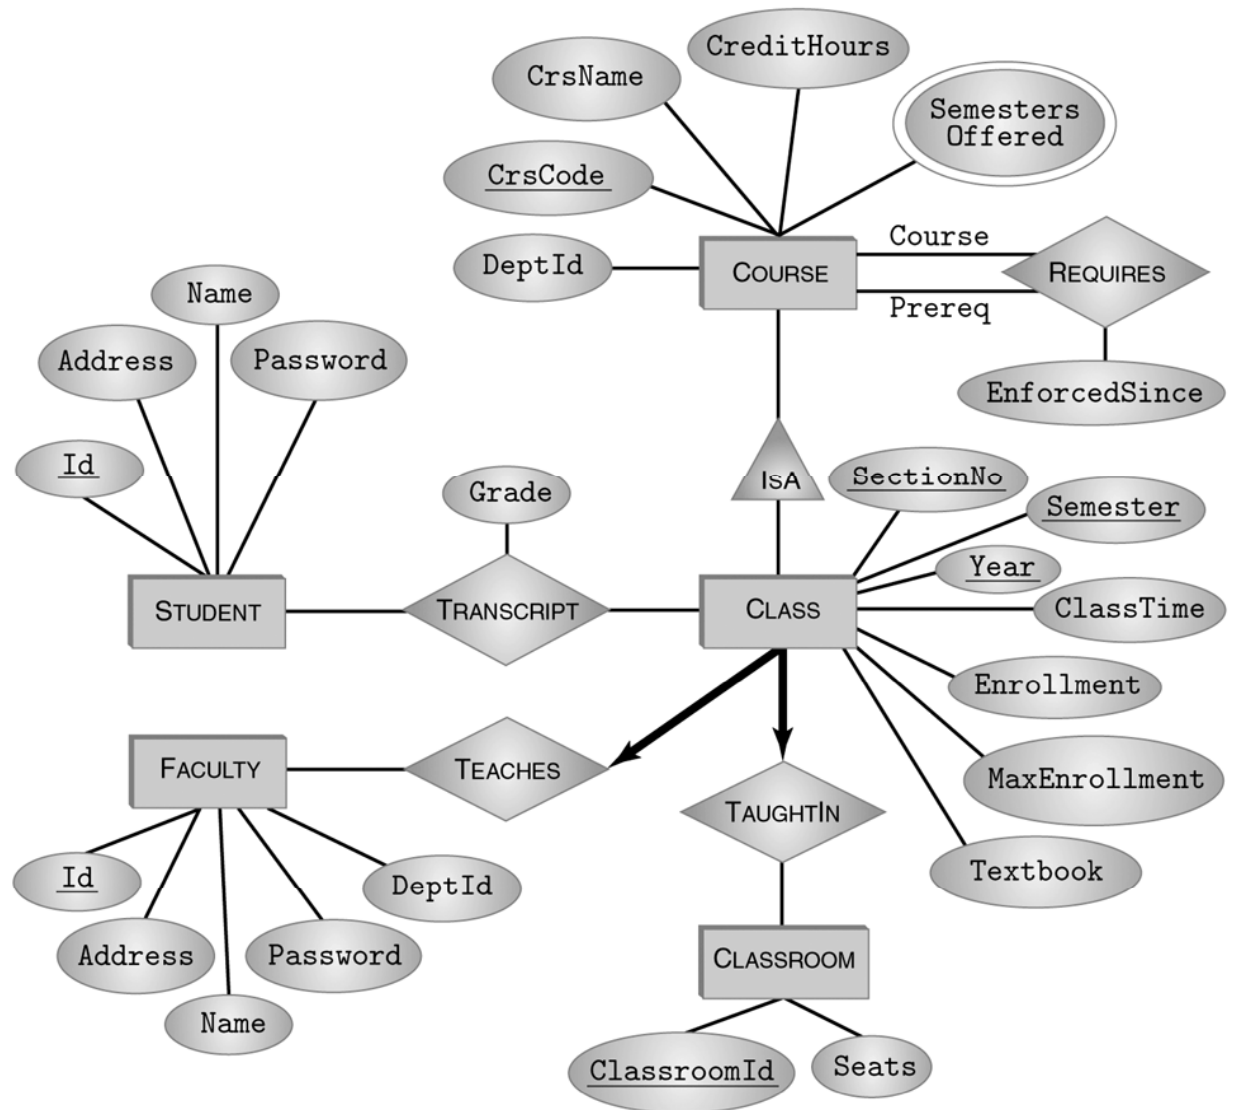 CreditHours
CrsName
Semesters
Offered
CrsCode
Course
DeptId
COURSE
REQUIRES
Prereq
Name
Address
Password
EnforcedSince
Id
Grade
ISA
SectionNo
Semester
Year
STUDENT
TRANSCRIPT
CLASS
ClassTime
Enrollment
FACULTY
TEACHES
MaxEnrollment
TAUGHTIN
Id
DeptId
Textbook
Address
Password
CLASSROOM
Name
ClassroomId
Seats